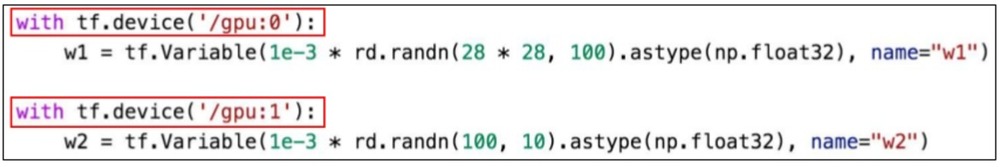 with tf.device('/gpu:0'):
    w1 = tf.Variable(1e-3 * rd.randn(28 * 28, 100).astype(np.float32), name="w1")
with tf.device('/gpu:1'):
    w2 = tf.Variable(1e-3 * rd.randn(100, 10).astype(np.float32), name="w2")